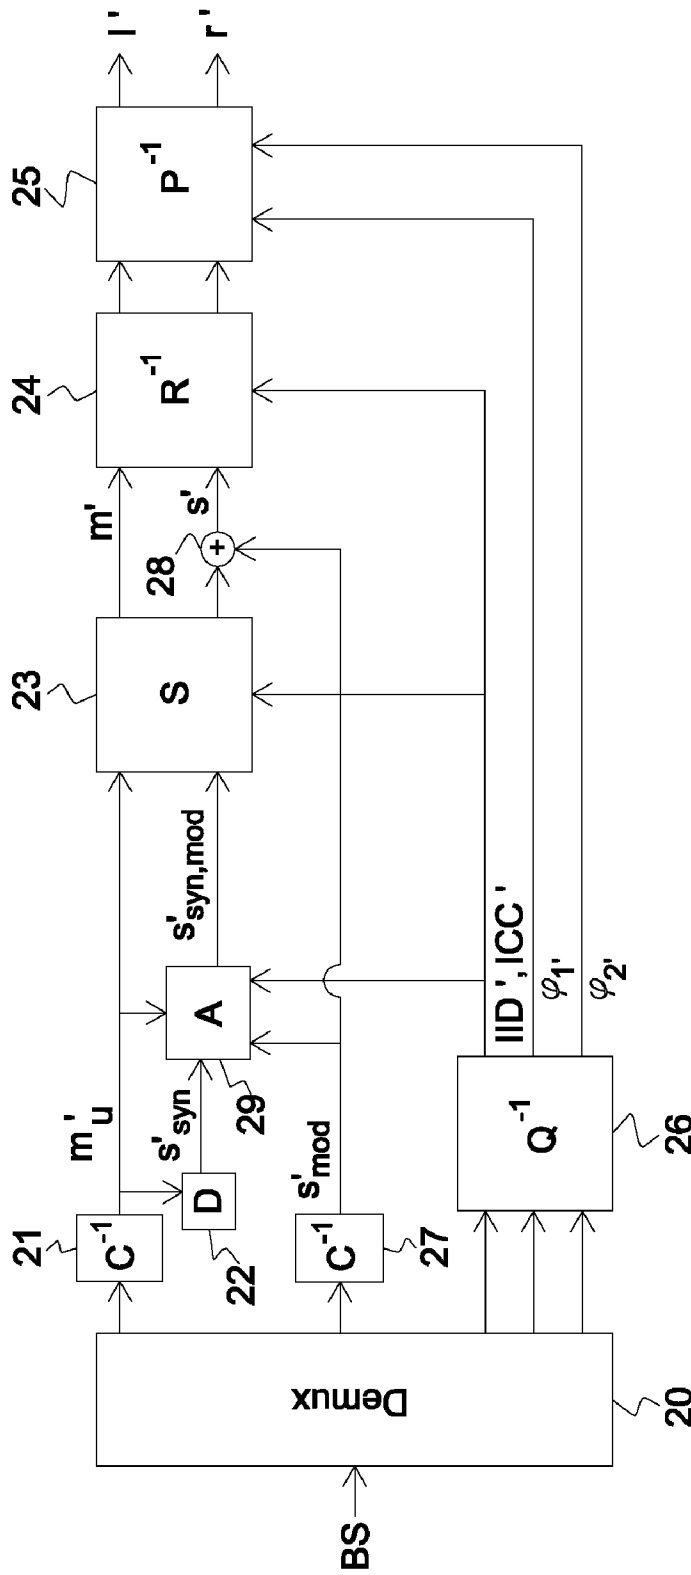 BS
Demux
20
C⁻¹
21
D
22
m'ᵤ
s'syn
A
29
s'syn,mod
C⁻¹
27
s'mod
Q⁻¹
26
IID', ICC'
φ1'
φ2'
S
23
m'
+
28
s'
R⁻¹
24
P⁻¹
25
l'
r'